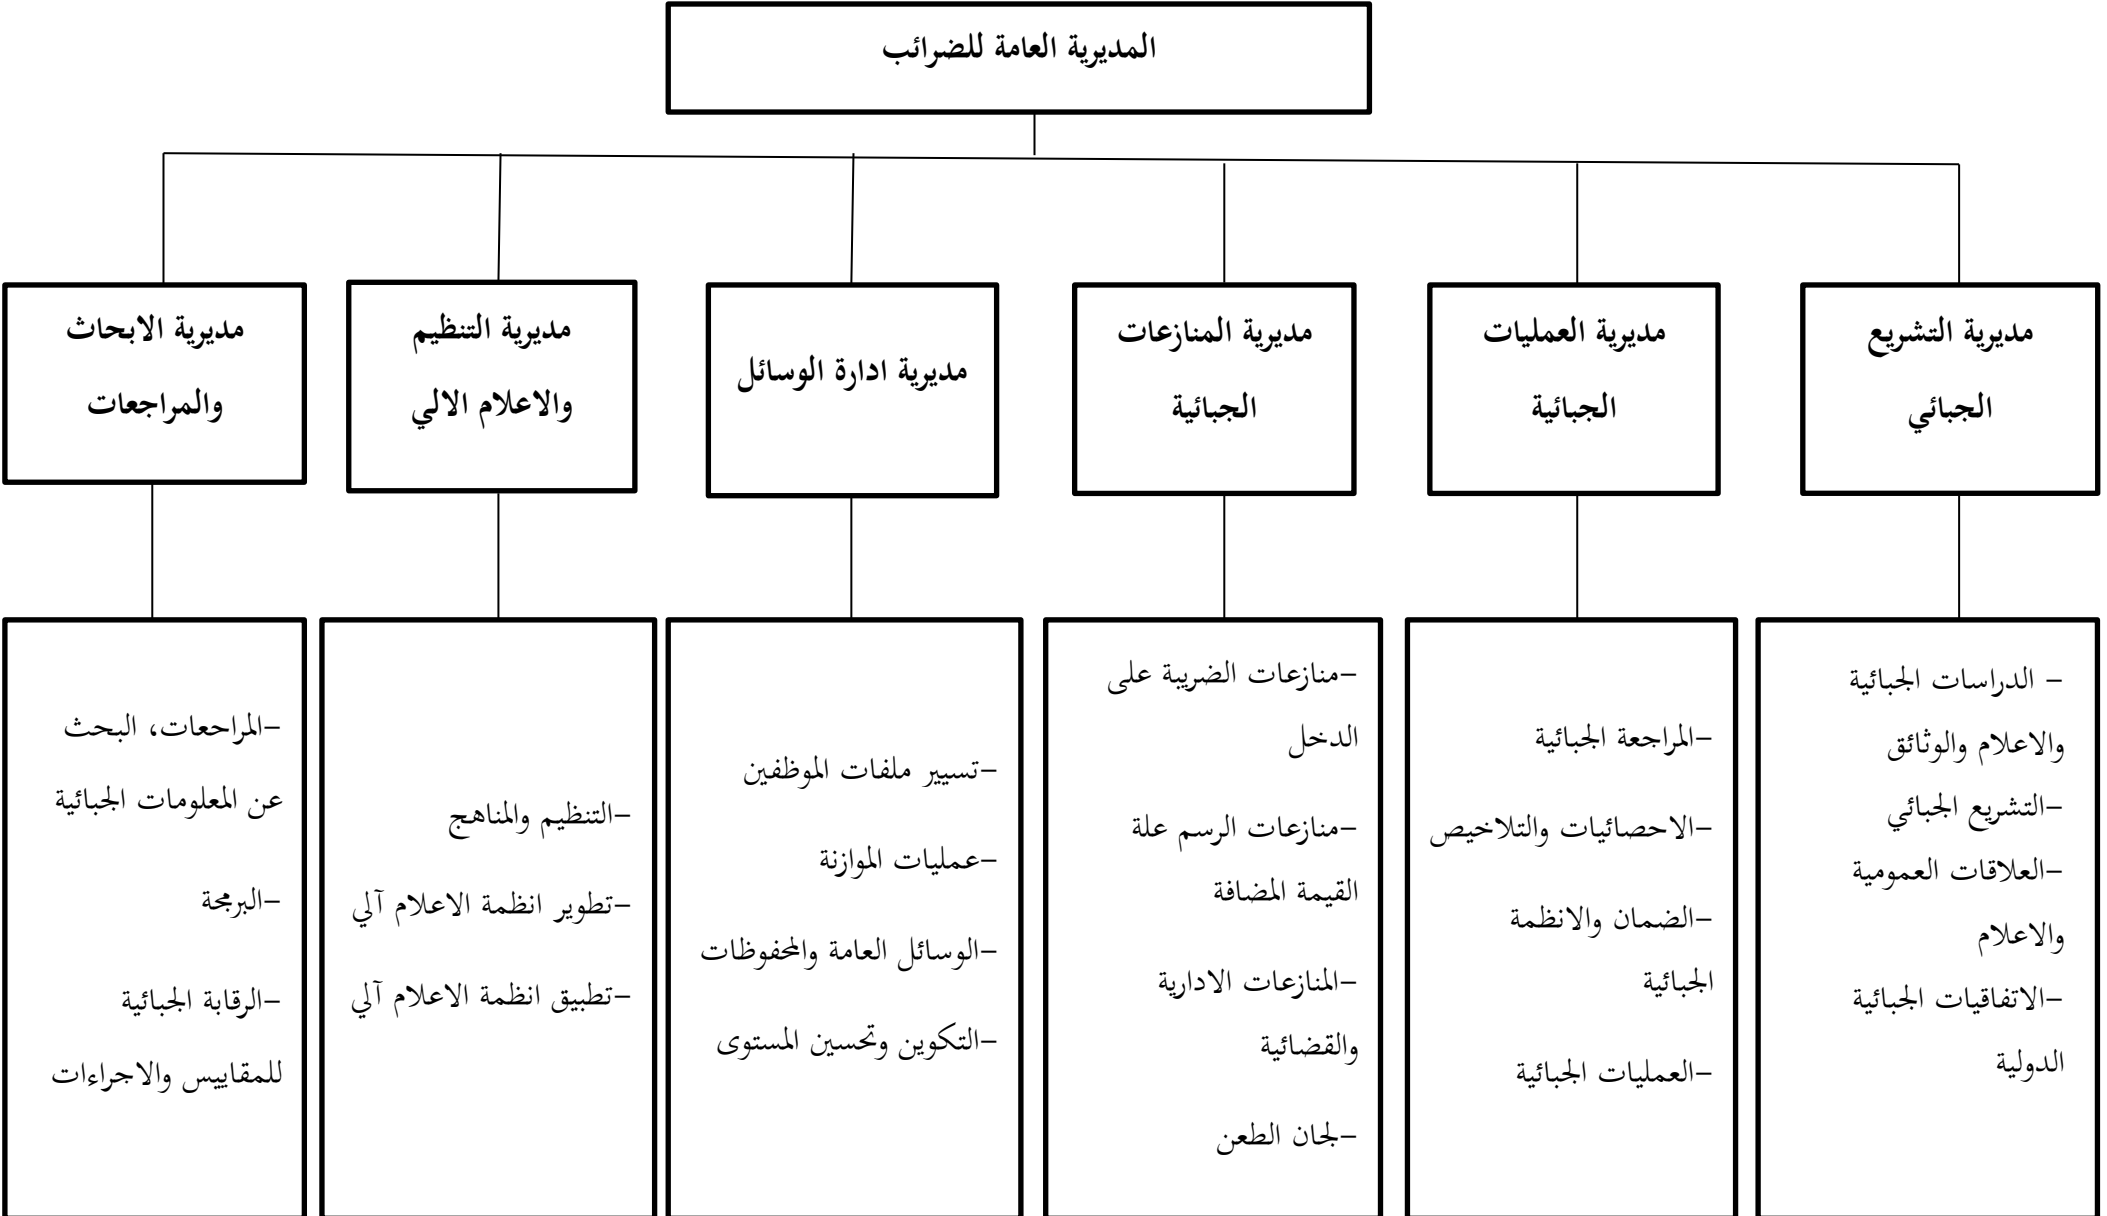 المديرية العامة للضرائب
مديرية التشريع
الجبائي
مديرية العمليات
الجبائية
مديرية المنازعات
الجبائية
مديرية ادارة الوسائل
مديرية التنظيم
والاعلام الالي
مديرية الابحاث
والمراجعات
- الدراسات الجبائية
والاعلام والوثائق
-التشريع الجبائي
-العلاقات العمومية
والاعلام
-الاتفاقيات الجبائية
الدولية
-المراجعة الجبائية
-الاحصائيات والتلاخيص
-الضمان والانظمة
الجبائية
-العمليات الجبائية
-منازعات الضريبة على
الدخل
-منازعات الرسم علة
القيمة المضافة
-المنازعات الادارية
والقضائية
-لجان الطعن
-تسيير ملفات الموظفين
-عمليات الموازنة
-الوسائل العامة والمحفوظات
-التكوين وتحسين المستوى
-التنظيم والمناهج
-تطوير انظمة الاعلام آلي
-تطبيق انظمة الاعلام آلي
-المراحعات، البحث
عن المعلومات الجبائية
-البرمجة
-الرقابة الجبائية
للمقاييس والاجراءات